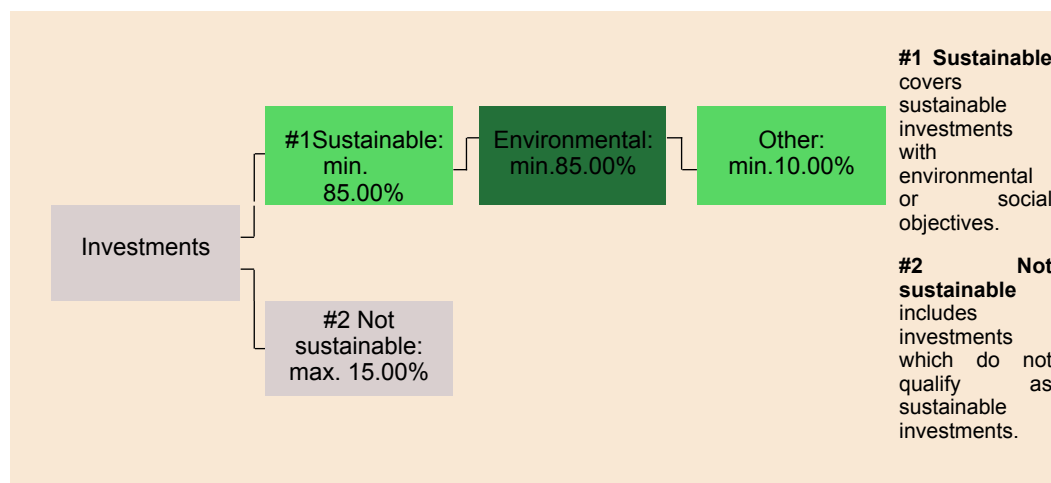 #1Sustainable:
min.
85.00%
Environmental:
min.85.00%
Other:
min.10.00%
Investments
#2 Not
sustainable:
max. 15.00%
#1 Sustainable
covers
sustainable
investments
with
environmental
or social
objectives.
#2 Not
sustainable
includes
investments
which do not
qualify as
sustainable
investments.